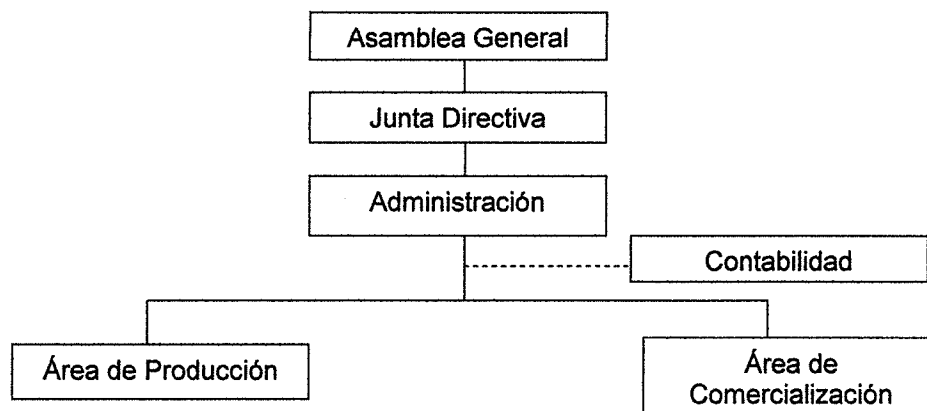 Asamblea General
Junta Directiva
Administración
Contabilidad
Área de Producción
Área de
Comercialización